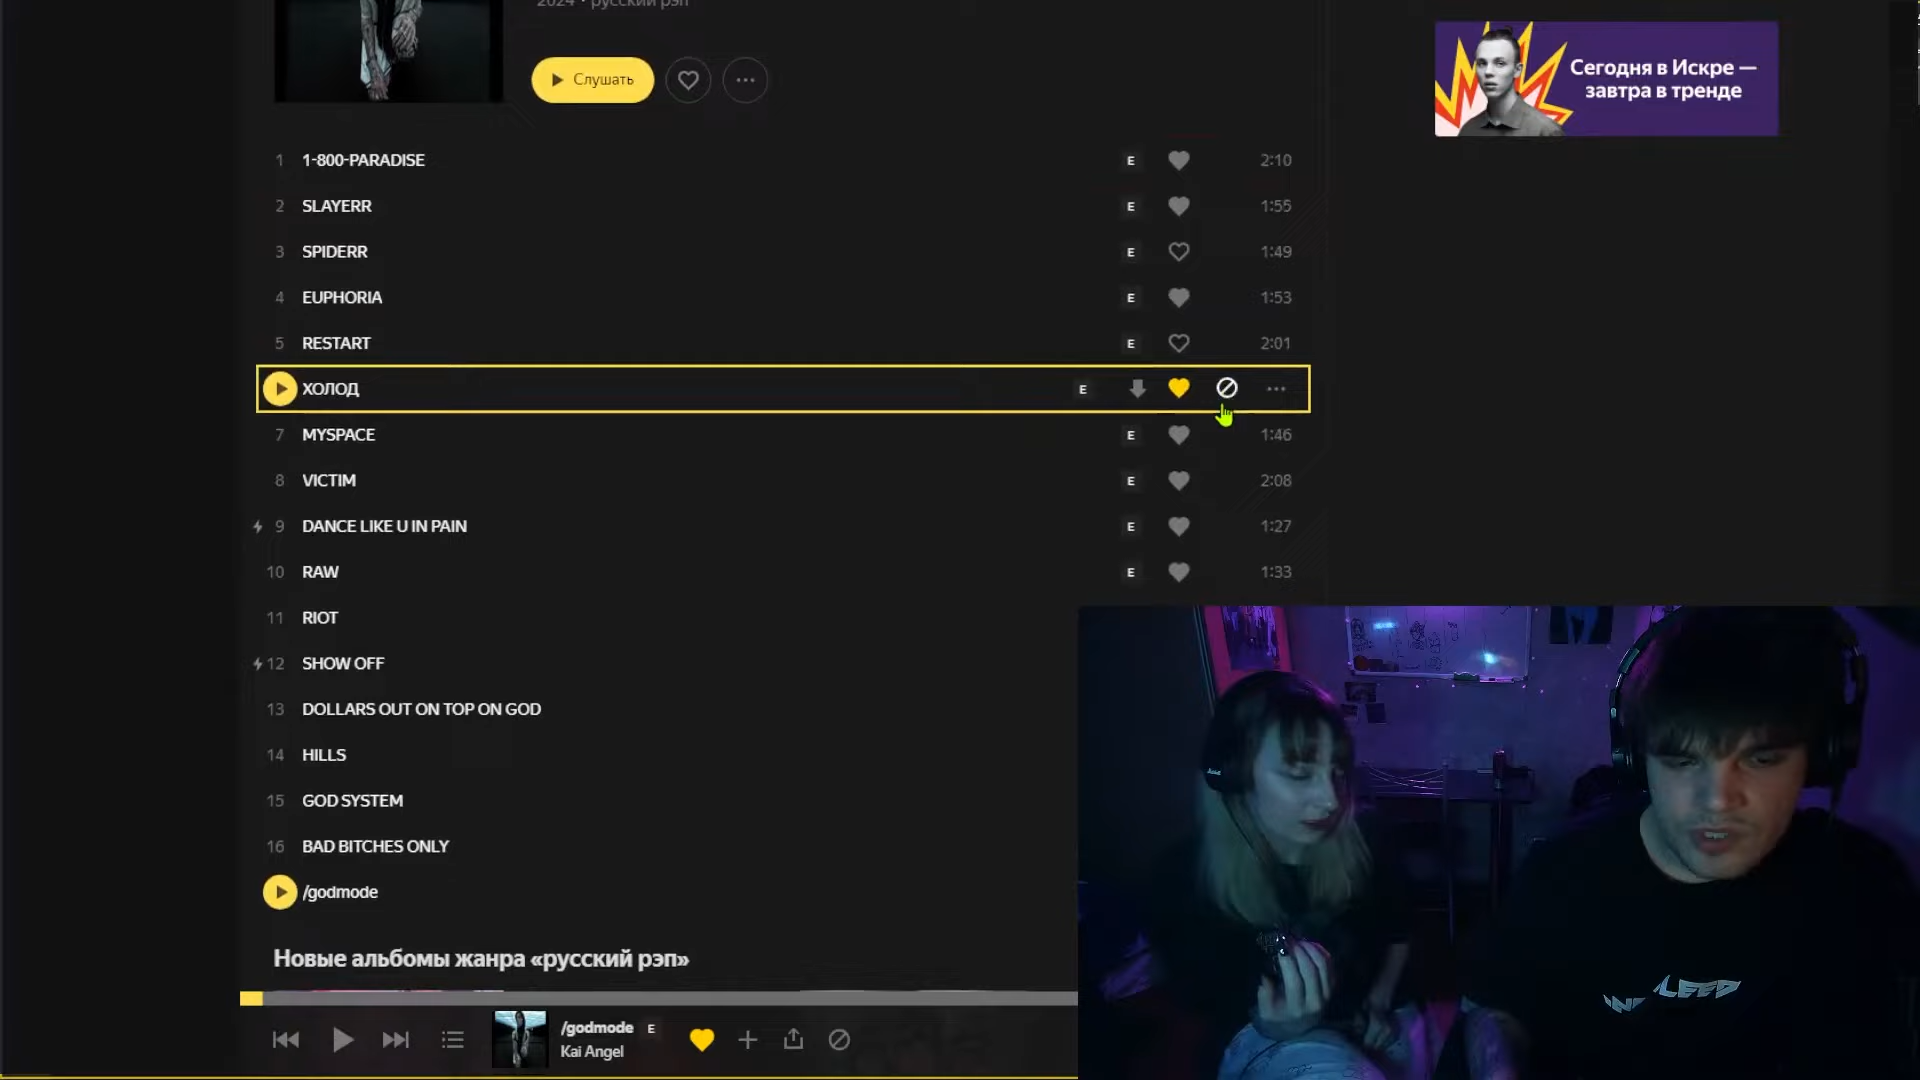 2024 • русский рэп
Слушать
Сегодня в Искре —
завтра в тренде
1 1-800-PARADISE E 2:10
2 SLAYERR E 1:55
3 SPIDERR E 1:49
4 EUPHORIA E 1:53
5 RESTART E 2:01
ХОЛОД E
7 MYSPACE E 1:46
8 VICTIM E 2:08
9 DANCE LIKE U IN PAIN E 1:27
10 RAW E 1:33
11 RIOT
12 SHOW OFF
13 DOLLARS OUT ON TOP ON GOD
14 HILLS
15 GOD SYSTEM
16 BAD BITCHES ONLY
/godmode
Новые альбомы жанра «русский рэп»
/godmode E
Kai Angel